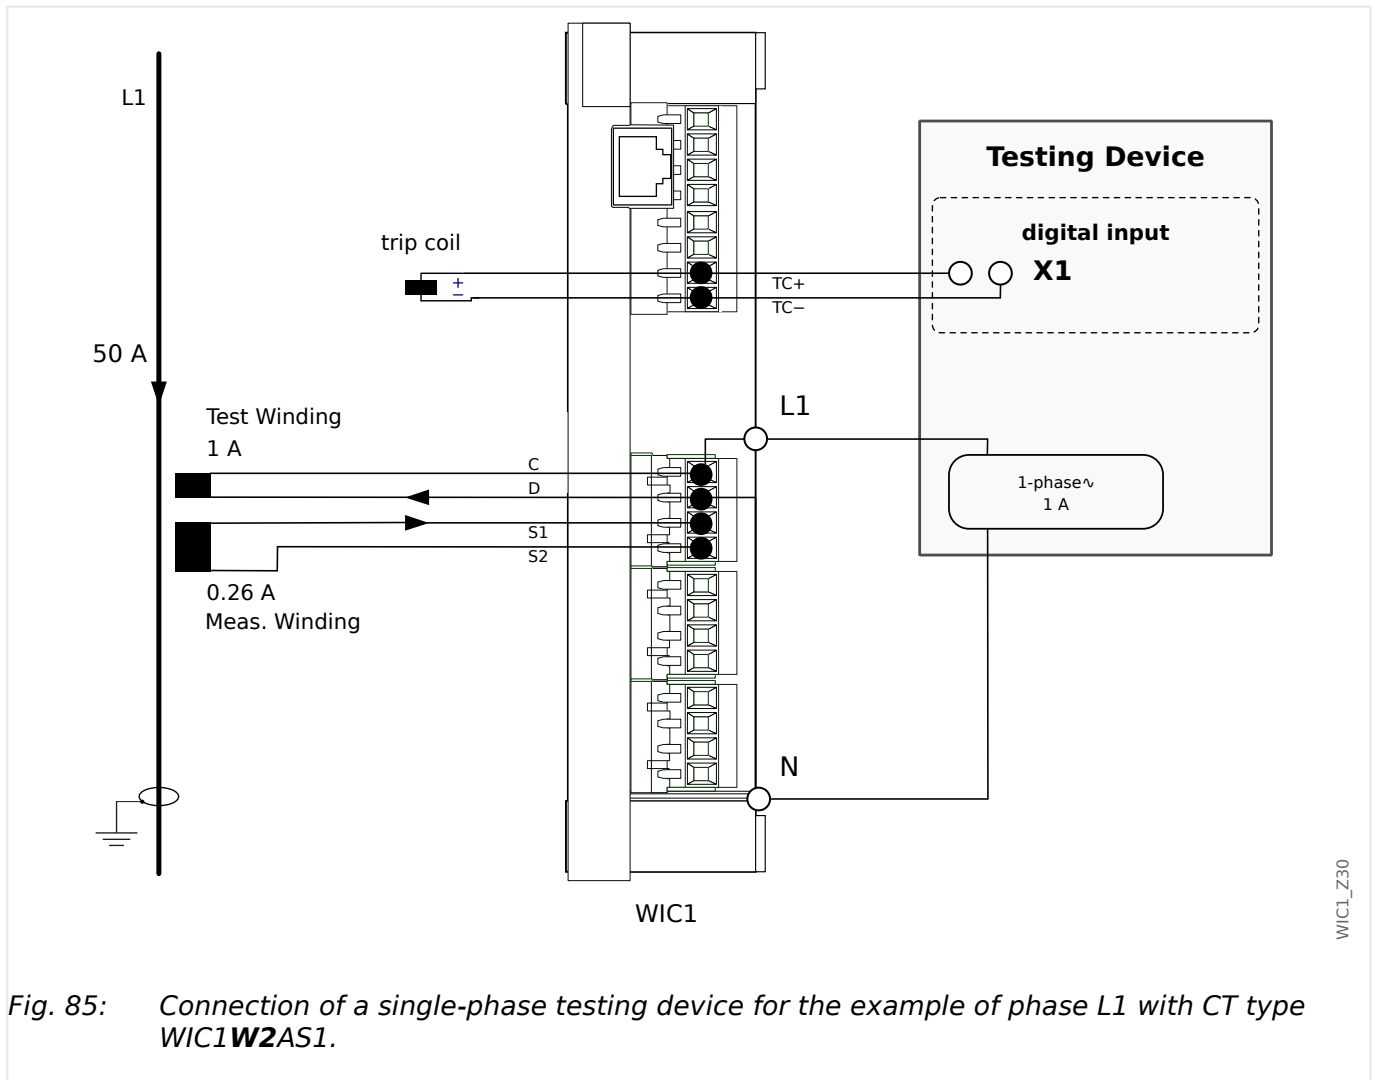 L1
Testing Device
digital input
X1
trip coil
+
−
TC+
TC−
50 A
L1
Test Winding
1 A
C
D
S1
S2
1-phase∿
1 A
0.26 A
Meas. Winding
N
WIC1
WIC1_Z30
Fig. 85: Connection of a single-phase testing device for the example of phase L1 with CT type
WIC1W2AS1.